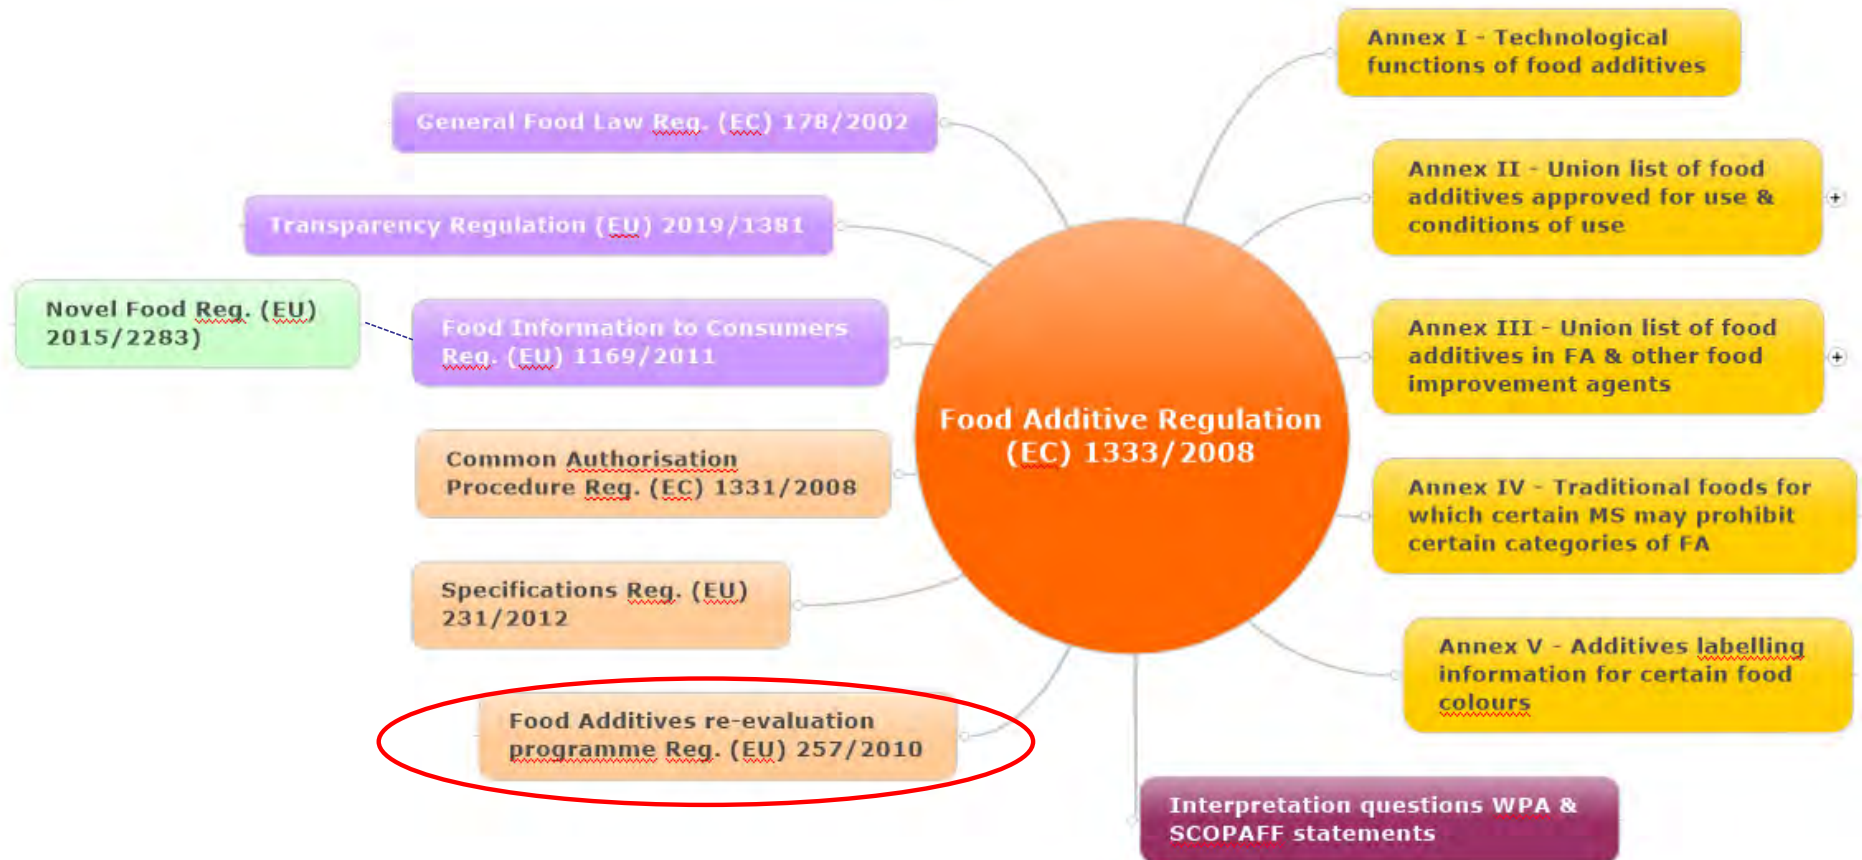 General Food Law Reg. (EC) 178/2002
Transparency Regulation (EU) 2019/1381
Novel Food Reg. (EU)
2015/2283)
Food Information to Consumers
Reg. (EU) 1169/2011
Common Authorisation
Procedure Reg. (EC) 1331/2008
Specifications Reg. (EU)
231/2012
Food Additives re-evaluation
programme Reg. (EU) 257/2010
Food Additive Regulation
(EC) 1333/2008
Annex I - Technological
functions of food additives
Annex II - Union list of food
additives approved for use &
conditions of use
Annex III - Union list of food
additives in FA & other food
improvement agents
Annex IV - Traditional foods for
which certain MS may prohibit
certain categories of FA
Annex V - Additives labelling
information for certain food
colours
Interpretation questions WPA &
SCOPAFF statements